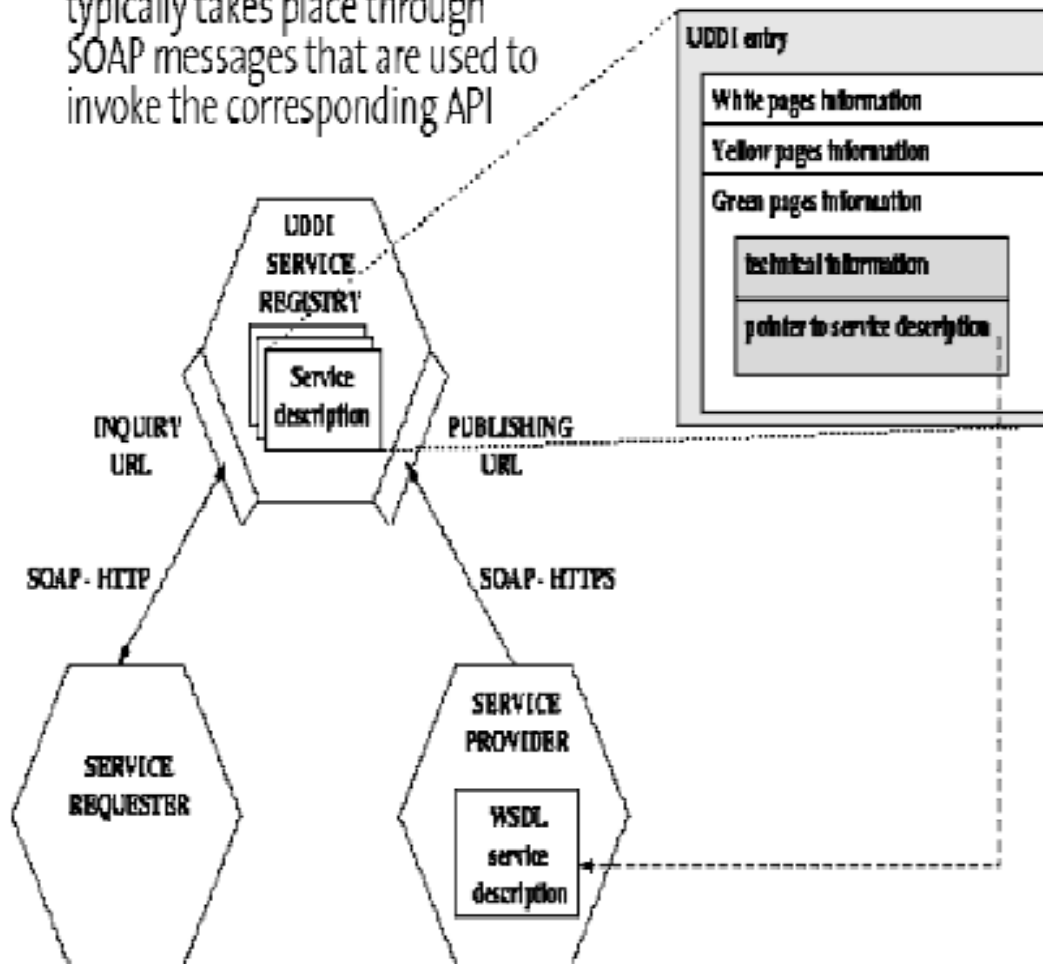 typically takes place through
SOAP messages that are used to
invoke the corresponding API
UDDI entry
White pages information
Yellow pages information
Green pages information
technical information
pointer to service description
UDDI
SERVICE
REGISTRY
Service
description
INQUIRY
URL
PUBLISHING
URL
SOAP - HTTP
SOAP - HTTPS
SERVICE
REQUESTER
SERVICE
PROVIDER
WSDL
service
description